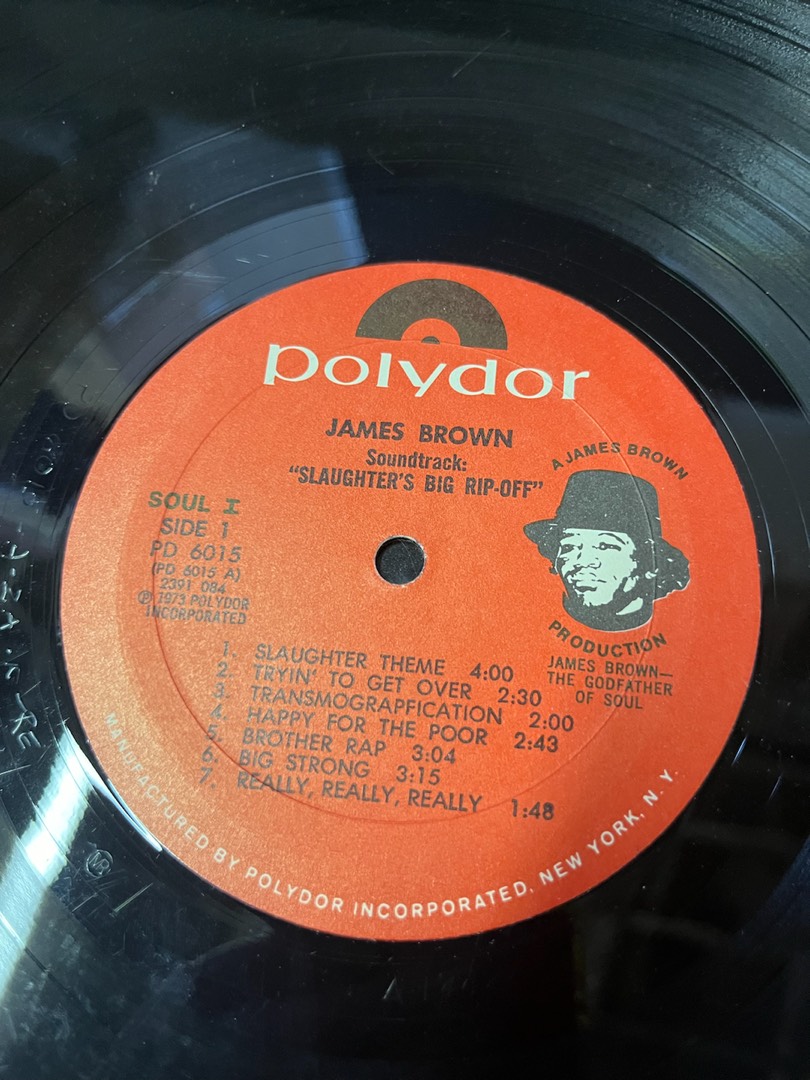 polydor
JAMES BROWN
Soundtrack:
"SLAUGHTER'S BIG RIP-OFF"
SOUL I
SIDE 1
PD 6015
(PD 6015 A)
2391 084
℗ 1973 POLYDOR
INCORPORATED
A JAMES BROWN
PRODUCTION
JAMES BROWN—
THE GODFATHER
OF SOUL
1. SLAUGHTER THEME 4:00
2. TRYIN' TO GET OVER 2:30
3. TRANSMOGRAPFICATION 2:00
4. HAPPY FOR THE POOR 2:43
5. BROTHER RAP 3:04
6. BIG STRONG 3:15
7. REALLY, REALLY, REALLY 1:48
MANUFACTURED BY POLYDOR INCORPORATED, NEW YORK, N.Y.